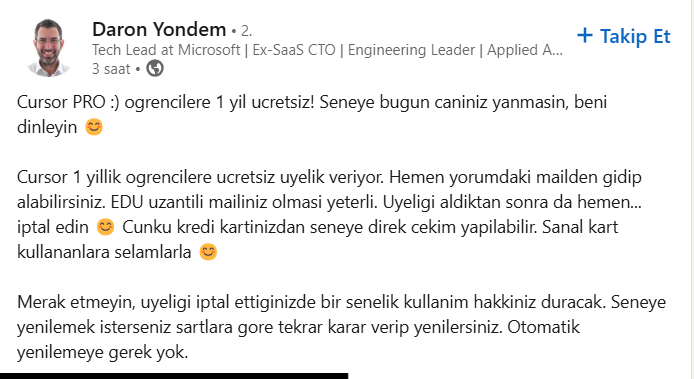 Daron Yondem • 2.
Tech Lead at Microsoft | Ex-SaaS CTO | Engineering Leader | Applied A...
3 saat •
+ Takip Et
Cursor PRO :) ogrencilere 1 yil ucretsiz! Seneye bugun caniniz yanmasin, beni
dinleyin 😊
Cursor 1 yillik ogrencilere ucretsiz uyelik veriyor. Hemen yorumdaki mailden gidip
alabilirsiniz. EDU uzantili mailiniz olmasi yeterli. Uyeligi aldiktan sonra da hemen...
iptal edin 😊 Cunku kredi kartinizdan seneye direk cekim yapilabilir. Sanal kart
kullananlara selamlarla 😊
Merak etmeyin, uyeligi iptal ettiginizde bir senelik kullanim hakkiniz duracak. Seneye
yenilemek isterseniz sartlara gore tekrar karar verip yenilersiniz. Otomatik
yenilemeye gerek yok.